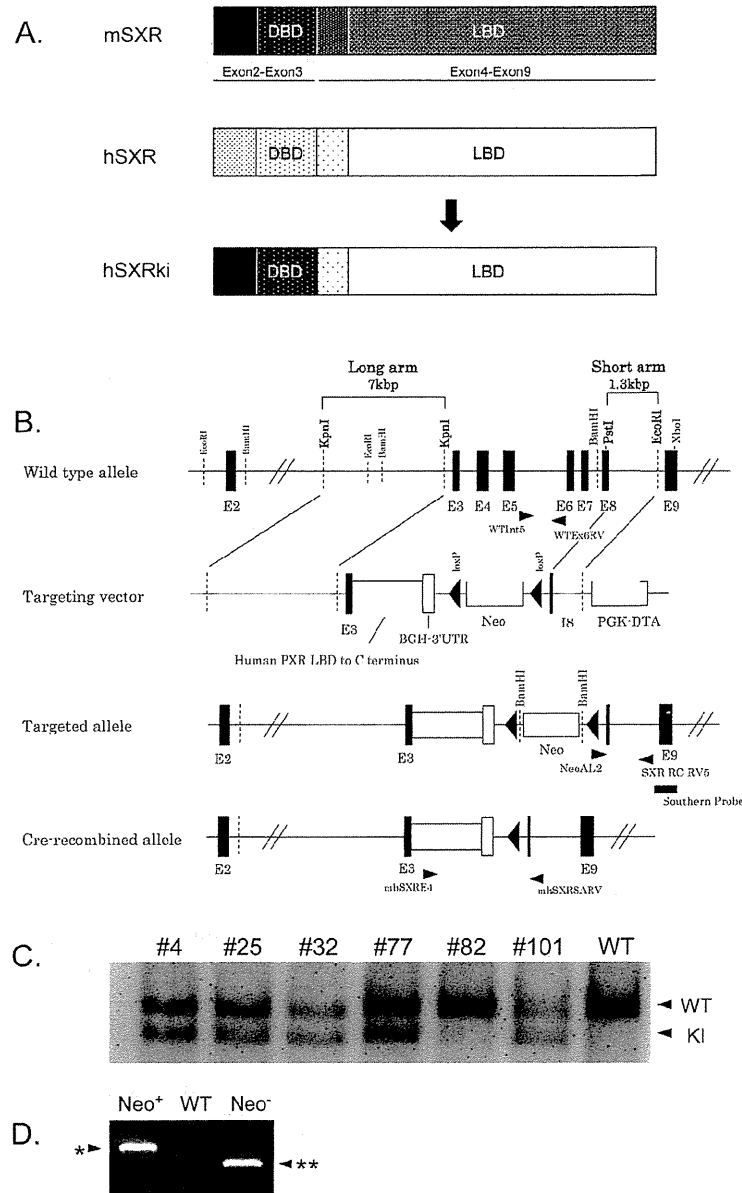 A.
mSXR
DBD
LBD
Exon2-Exon3
Exon4-Exon9
hSXR
DBD
LBD
hSXRki
DBD
LBD
B.
Long arm
7kbp
Short arm
1.3kbp
EcoRI
BamHI
KpnI
EcoRI
BamHI
KpnI
BamHI
PstI
EcoRI
XhoI
Wild type allele
E2
E3
E4
E5
E6
E7
E8
E9
WTInt5
WTEx6RV
Targeting vector
loxP
loxP
E3
BGH-3'UTR
Neo
I8
PGK-DTA
Human PXR LBD to C terminus
BamHI
BamHI
Targeted allele
E2
E3
Neo
E9
NeoAL2
SXR RC RV5
Southern Probe
Cre-recombined allele
E2
E3
E9
mhSXRSARV
C.
#4
#25
#32
#77
#82
#101
WT
WT
KI
D.
Neo+
WT
Neo-
*
**